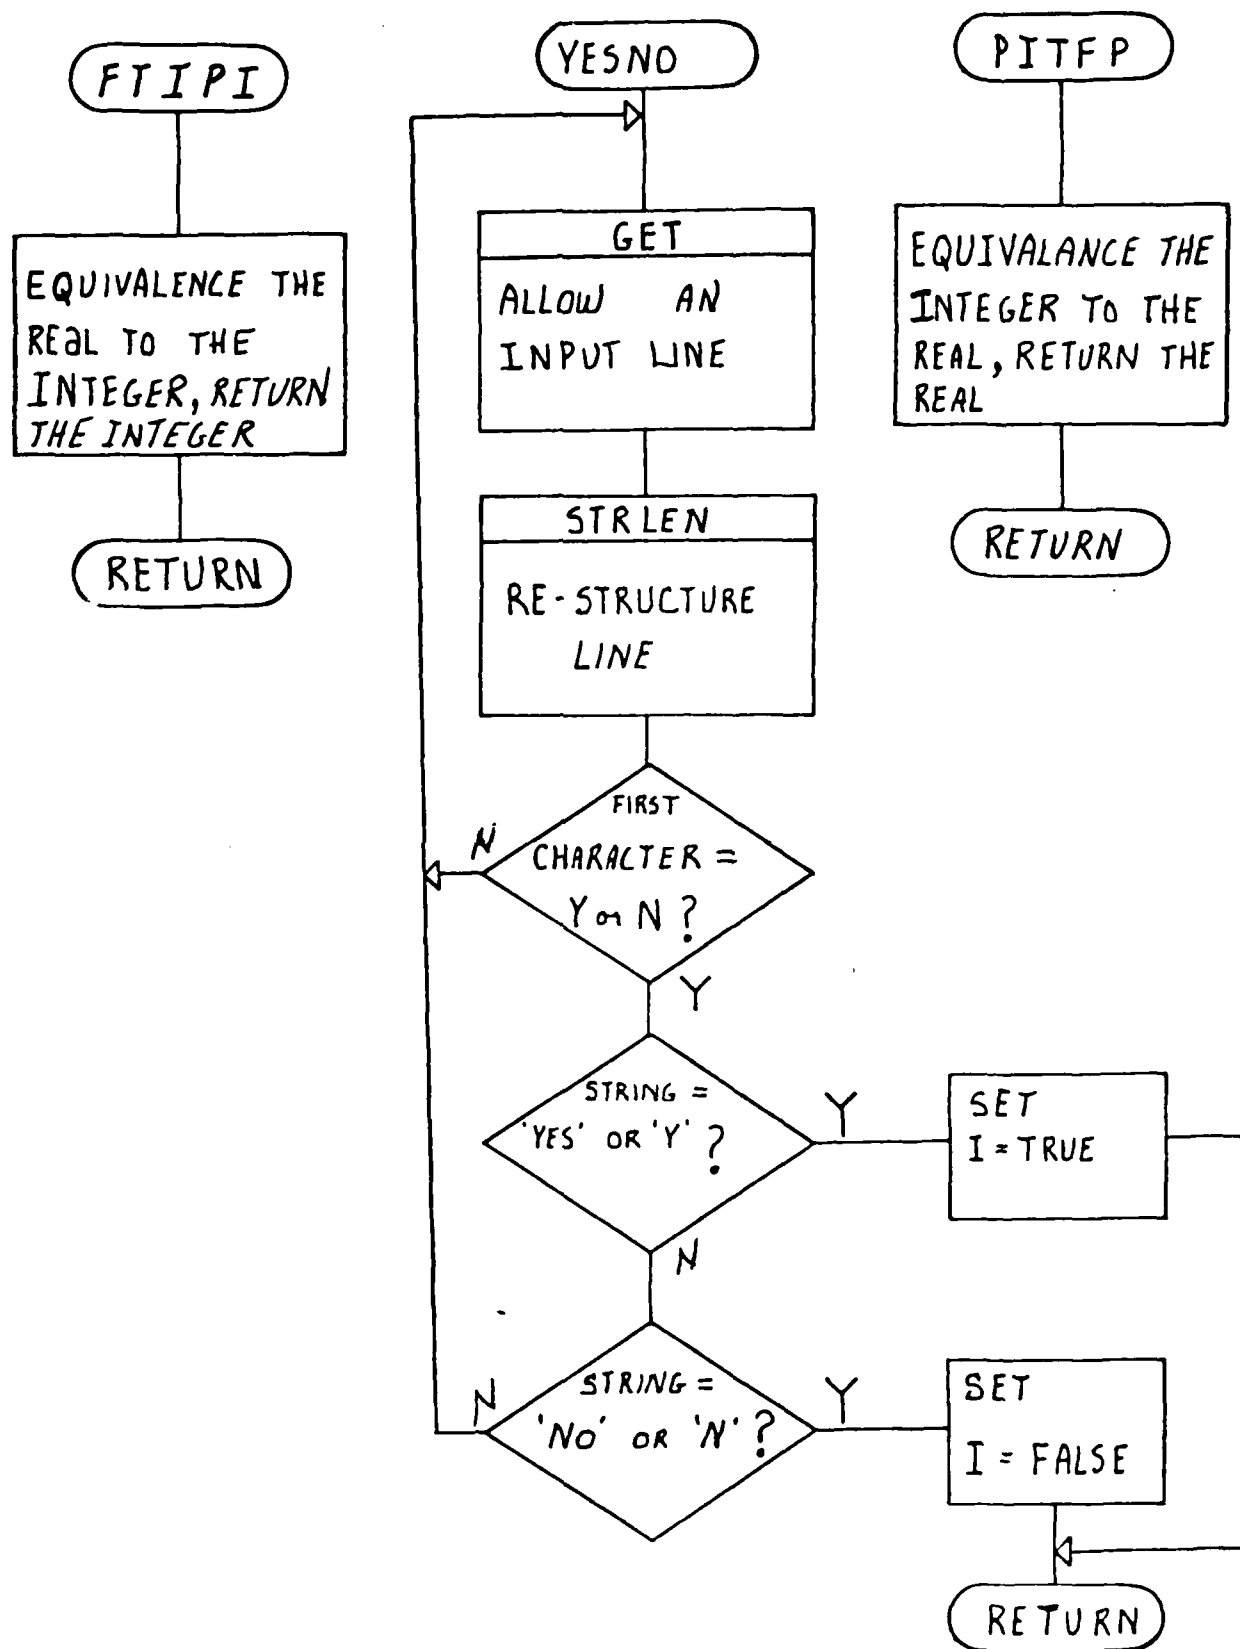 FTIPI
EQUIVALENCE THE
REaL TO THE
INTEGER, RETURN
THE INTEGER
RETURN
YESNO
GET
ALLOW AN
INPUT LINE
STRLEN
RE-STRUCTURE
LINE
FIRST
CHARACTER =
Y or N ?
N
Y
STRING =
'YES' OR 'Y' ?
Y
N
SET
I = TRUE
STRING =
'NO' OR 'N' ?
N
Y
SET
I = FALSE
RETURN
PITFP
EQUIVALANCE THE
INTEGER TO THE
REAL, RETURN THE
REAL
RETURN